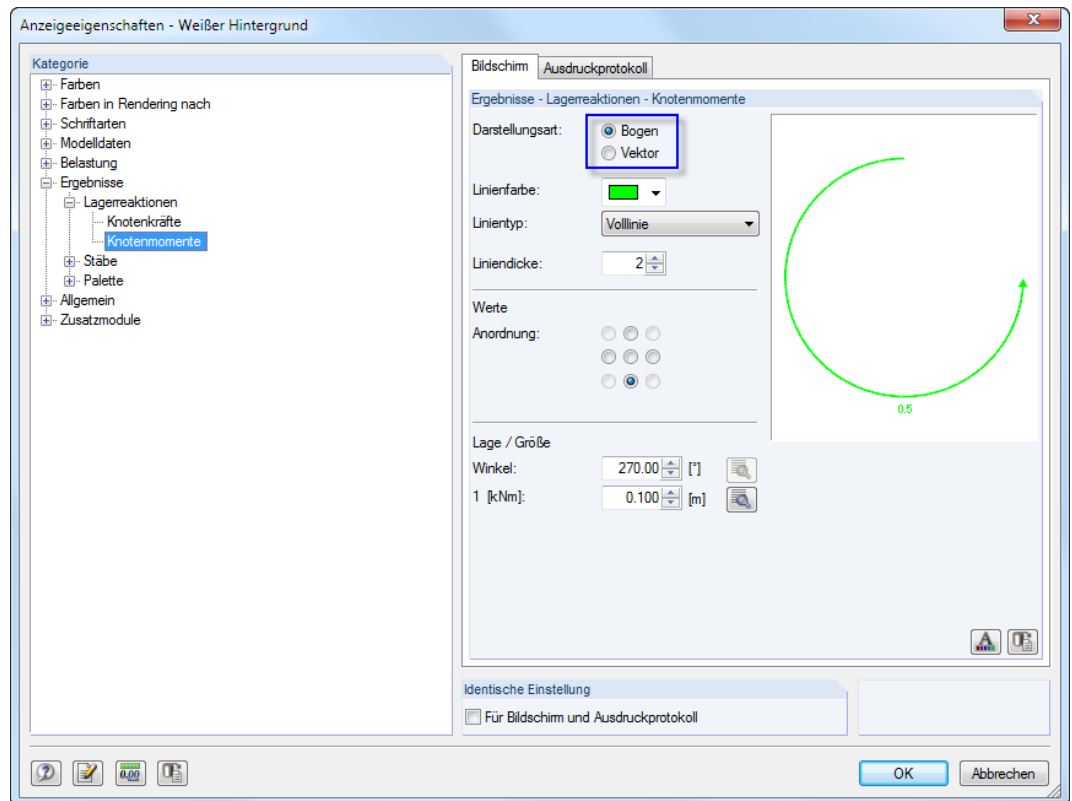 Anzeigeeigenschaften - Weißer Hintergrund
Kategorie
Farben
Farben in Rendering nach
Schriftarten
Modelldaten
Belastung
Ergebnisse
Lagerreaktionen
Knotenkräfte
Knotenmomente
Stäbe
Palette
Allgemein
Zusatzmodule
Bildschirm Ausdruckprotokoll
Ergebnisse - Lagerreaktionen - Knotenmomente
Darstellungsart:
Bogen
Vektor
Linienfarbe:
Linientyp: Volllinie
Liniendicke: 2
Werte
Anordnung:
0.5
Lage / Größe
Winkel: 270.00 [°]
1 [kNm]: 0.100 [m]
A
Identische Einstellung
Für Bildschirm und Ausdruckprotokoll
0.00
OK Abbrechen